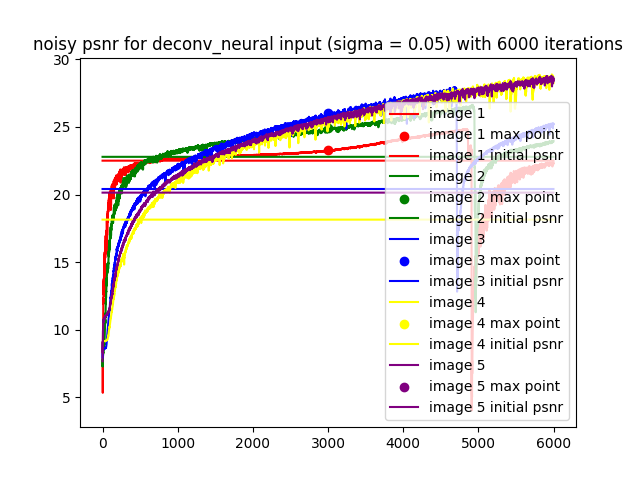 noisy psnr for deconv_neural input (sigma = 0.05) with 6000 iterations
30
25
20
15
10
5
0
1000
2000
3000
4000
5000
6000
image 1
image 1 max point
image 1 initial psnr
image 2
image 2 max point
image 2 initial psnr
image 3
image 3 max point
image 3 initial psnr
image 4
image 4 max point
image 4 initial psnr
image 5
image 5 max point
image 5 initial psnr